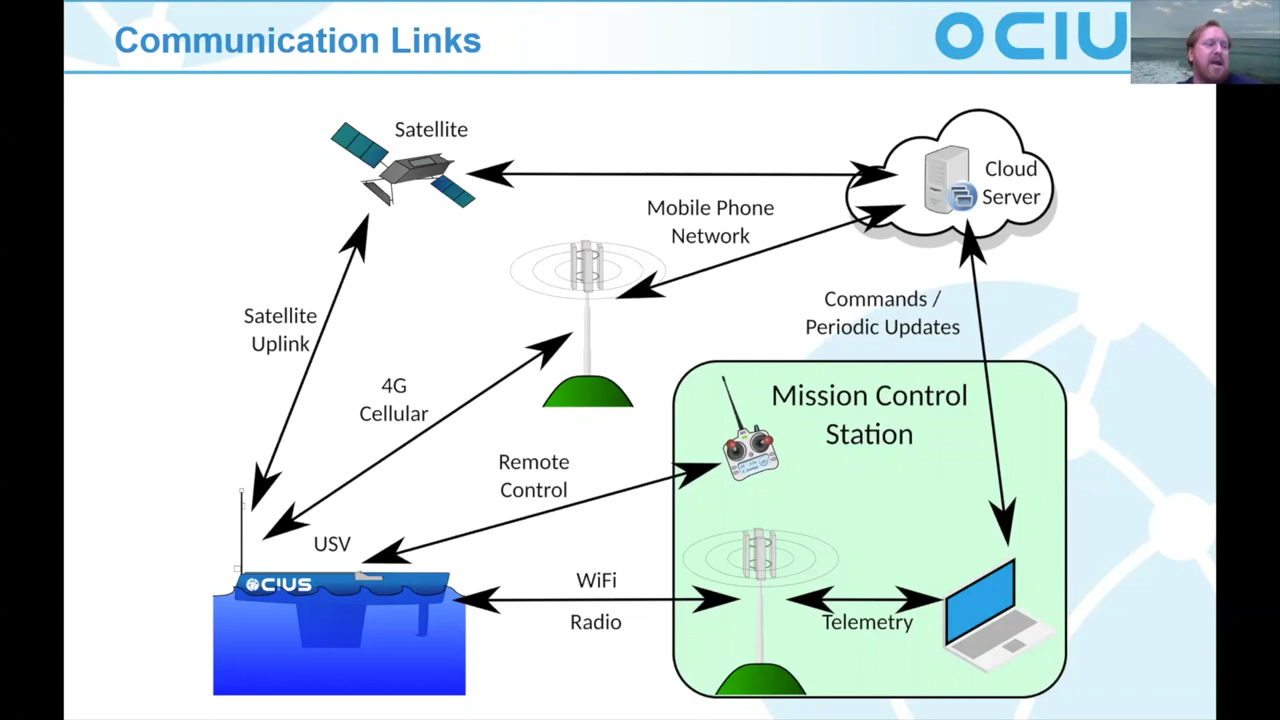 Communication Links
OCIU
Satellite
Cloud
Server
Mobile Phone
Network
Commands /
Periodic Updates
Satellite
Uplink
4G
Cellular
Mission Control
Station
Remote
Control
USV
OCIUS
WiFi
Radio
Telemetry